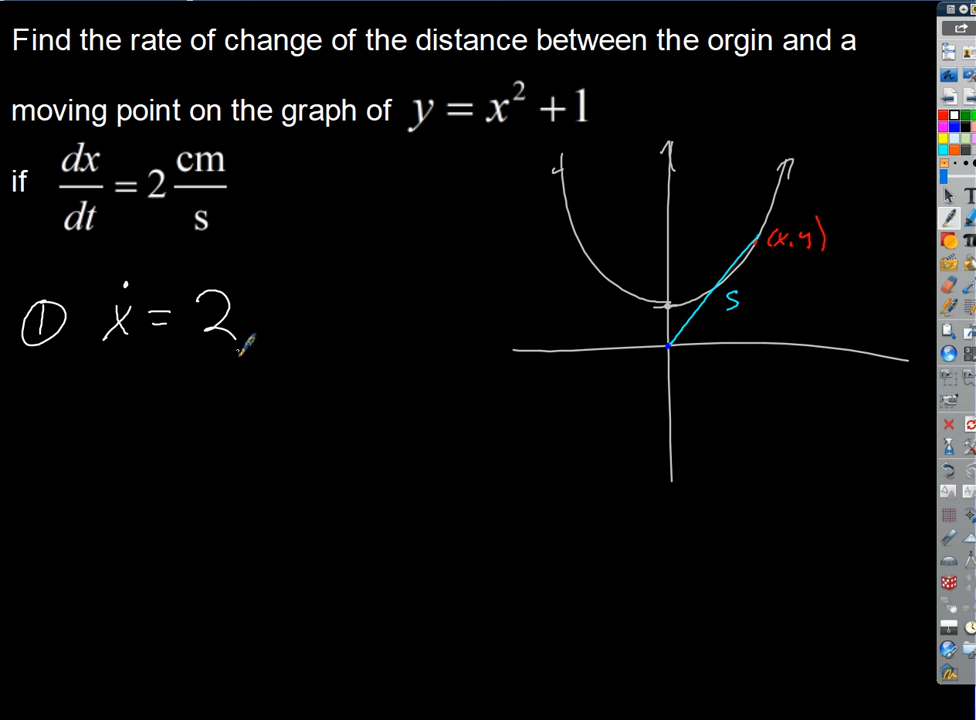 Find the rate of change of the distance between the orgin and a
moving point on the graph of y = x² + 1
if dx/dt = 2 cm/s
(x, y)
s
① ẋ = 2